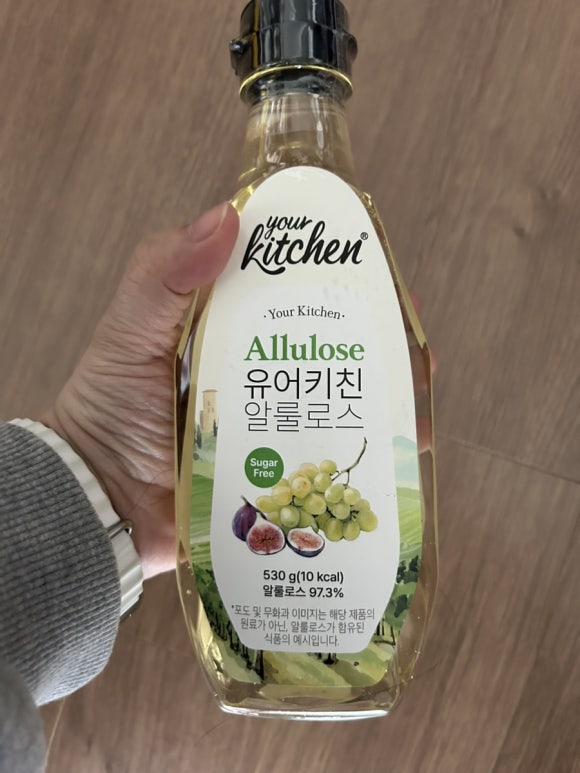 your
kitchen®
·Your Kitchen·
Allulose
유어키친
알룰로스
Sugar
Free
530 g(10 kcal)
알룰로스 97.3%
*포도 및 무화과 이미지는 해당 제품의
원료가 아닌, 알룰로스가 함유된
식품의 예시입니다.